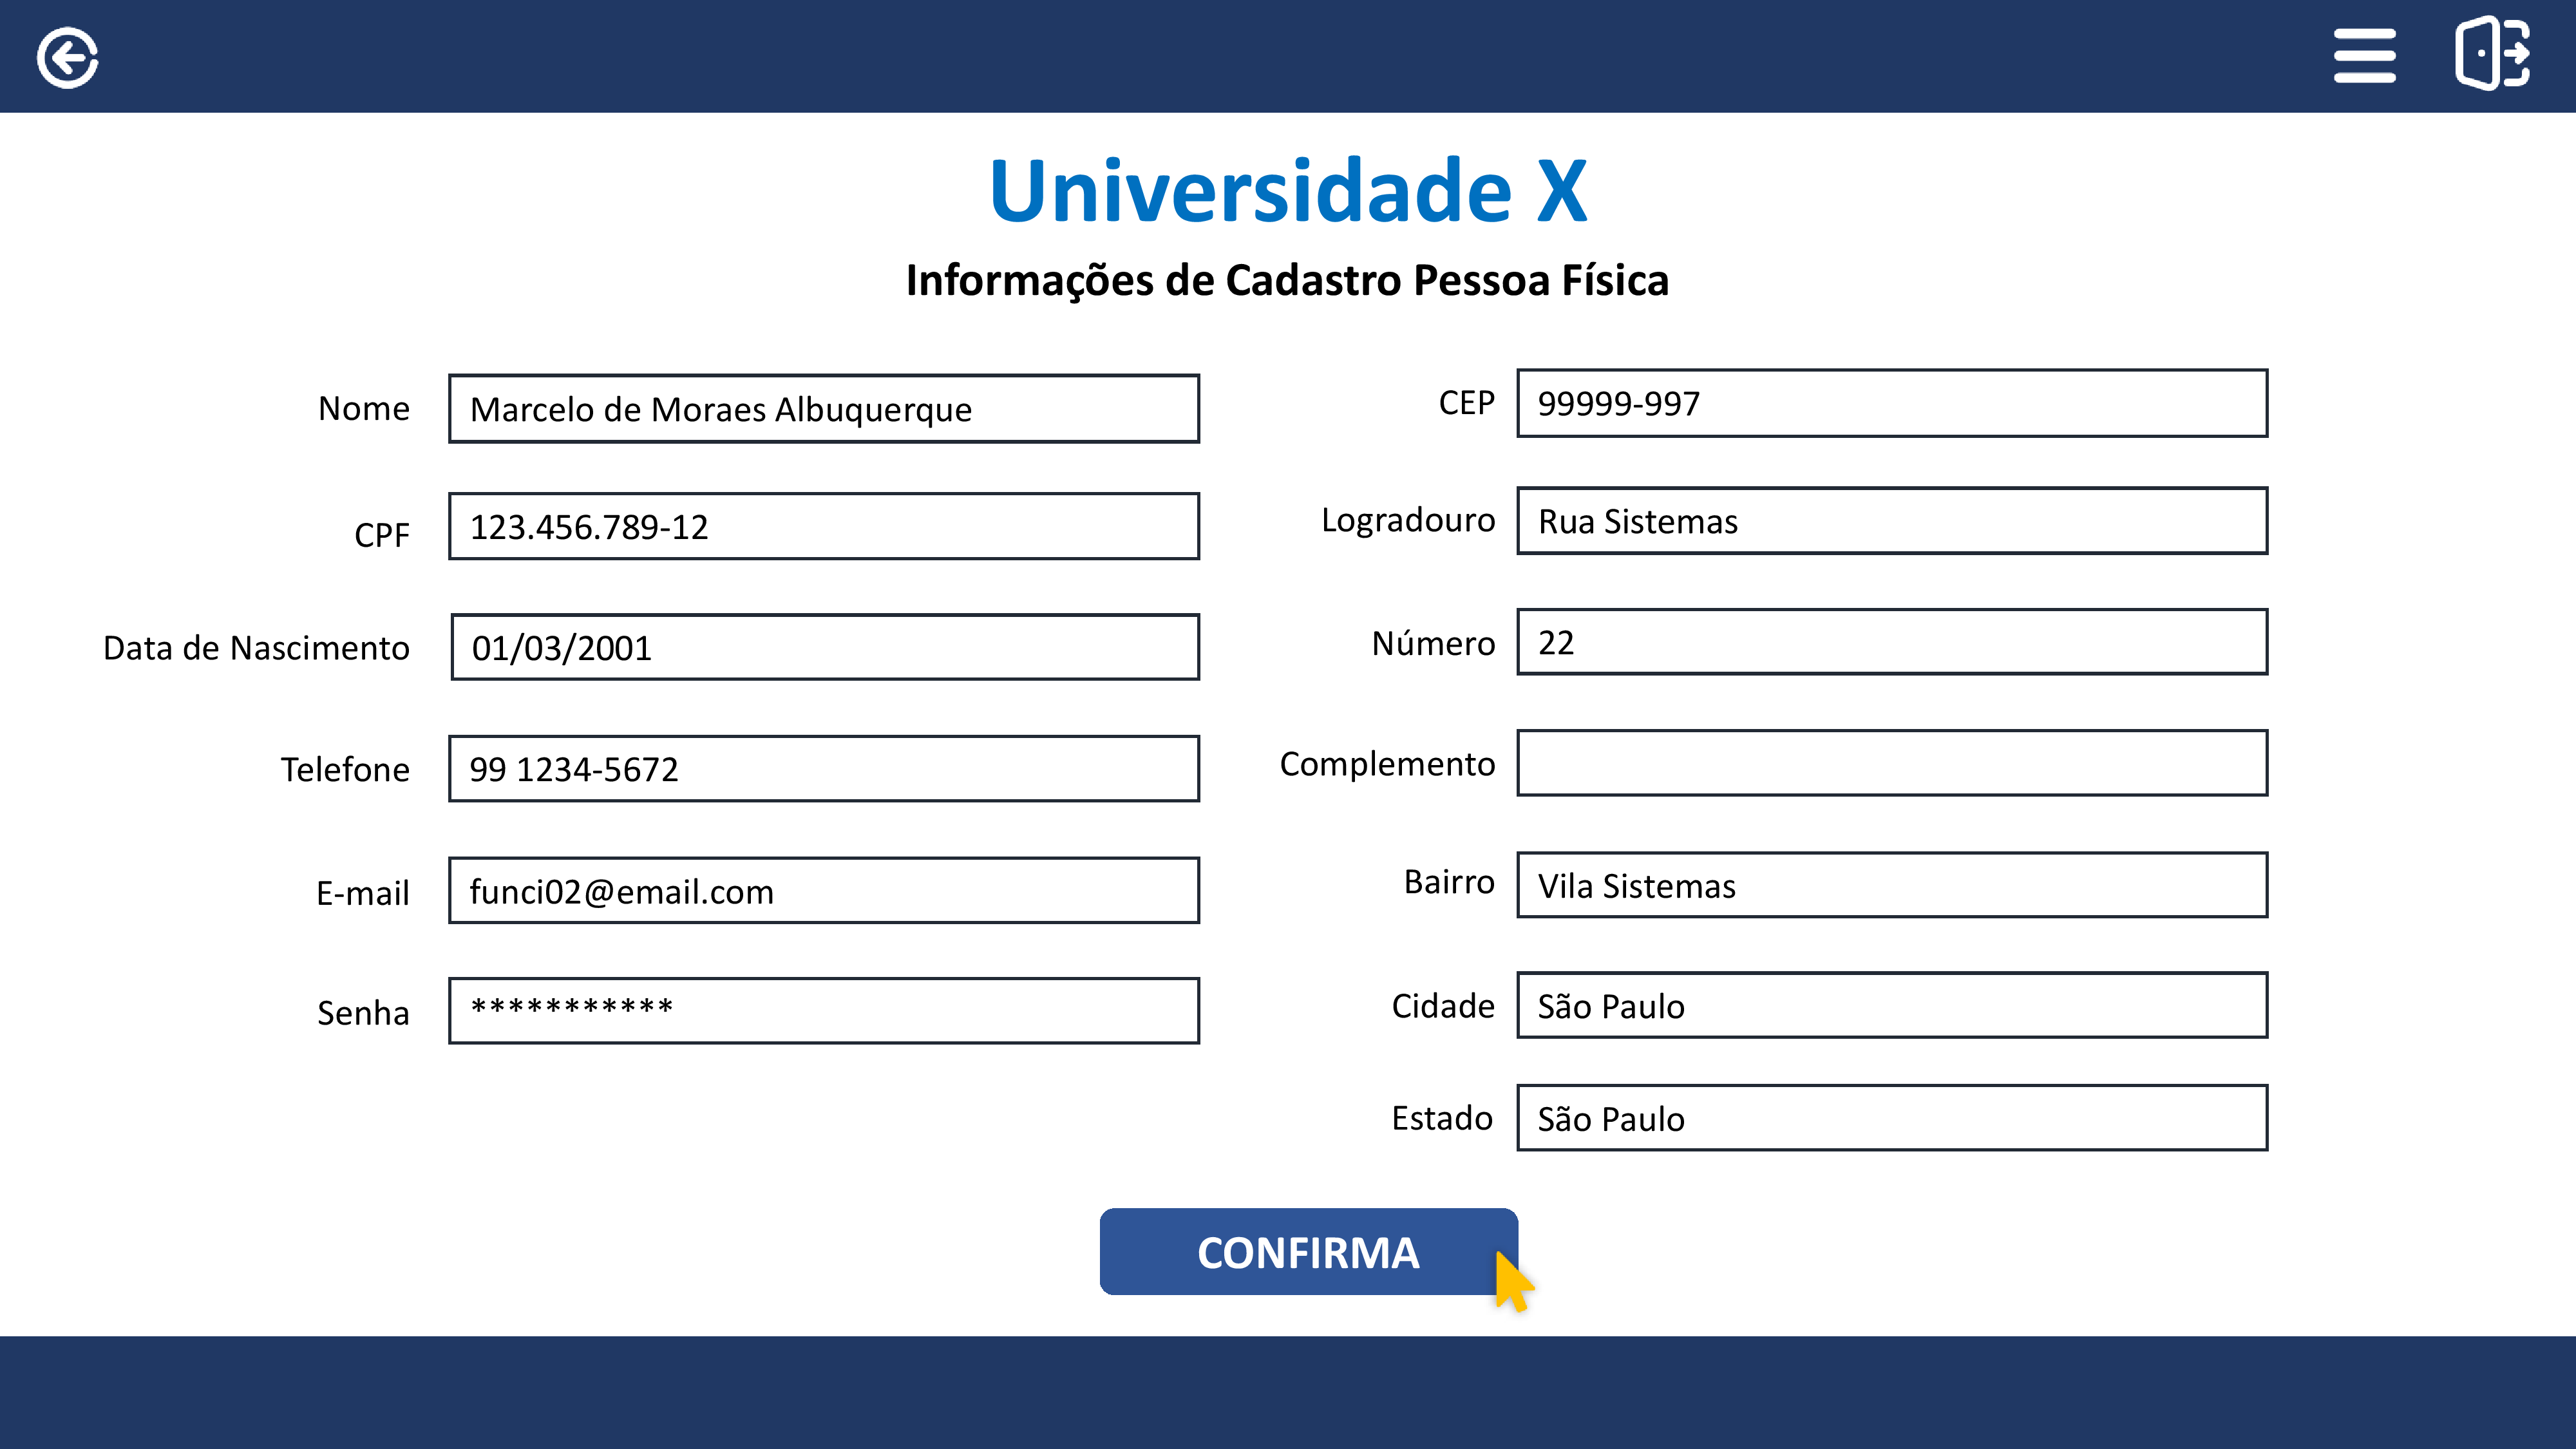 Universidade X
Informações de Cadastro Pessoa Física
Nome Marcelo de Moraes Albuquerque
CPF 123.456.789-12
Data de Nascimento 01/03/2001
Telefone 99 1234-5672
E-mail funci02@email.com
Senha ***********
CEP 99999-997
Logradouro Rua Sistemas
Número 22
Complemento
Bairro Vila Sistemas
Cidade São Paulo
Estado São Paulo
CONFIRMA